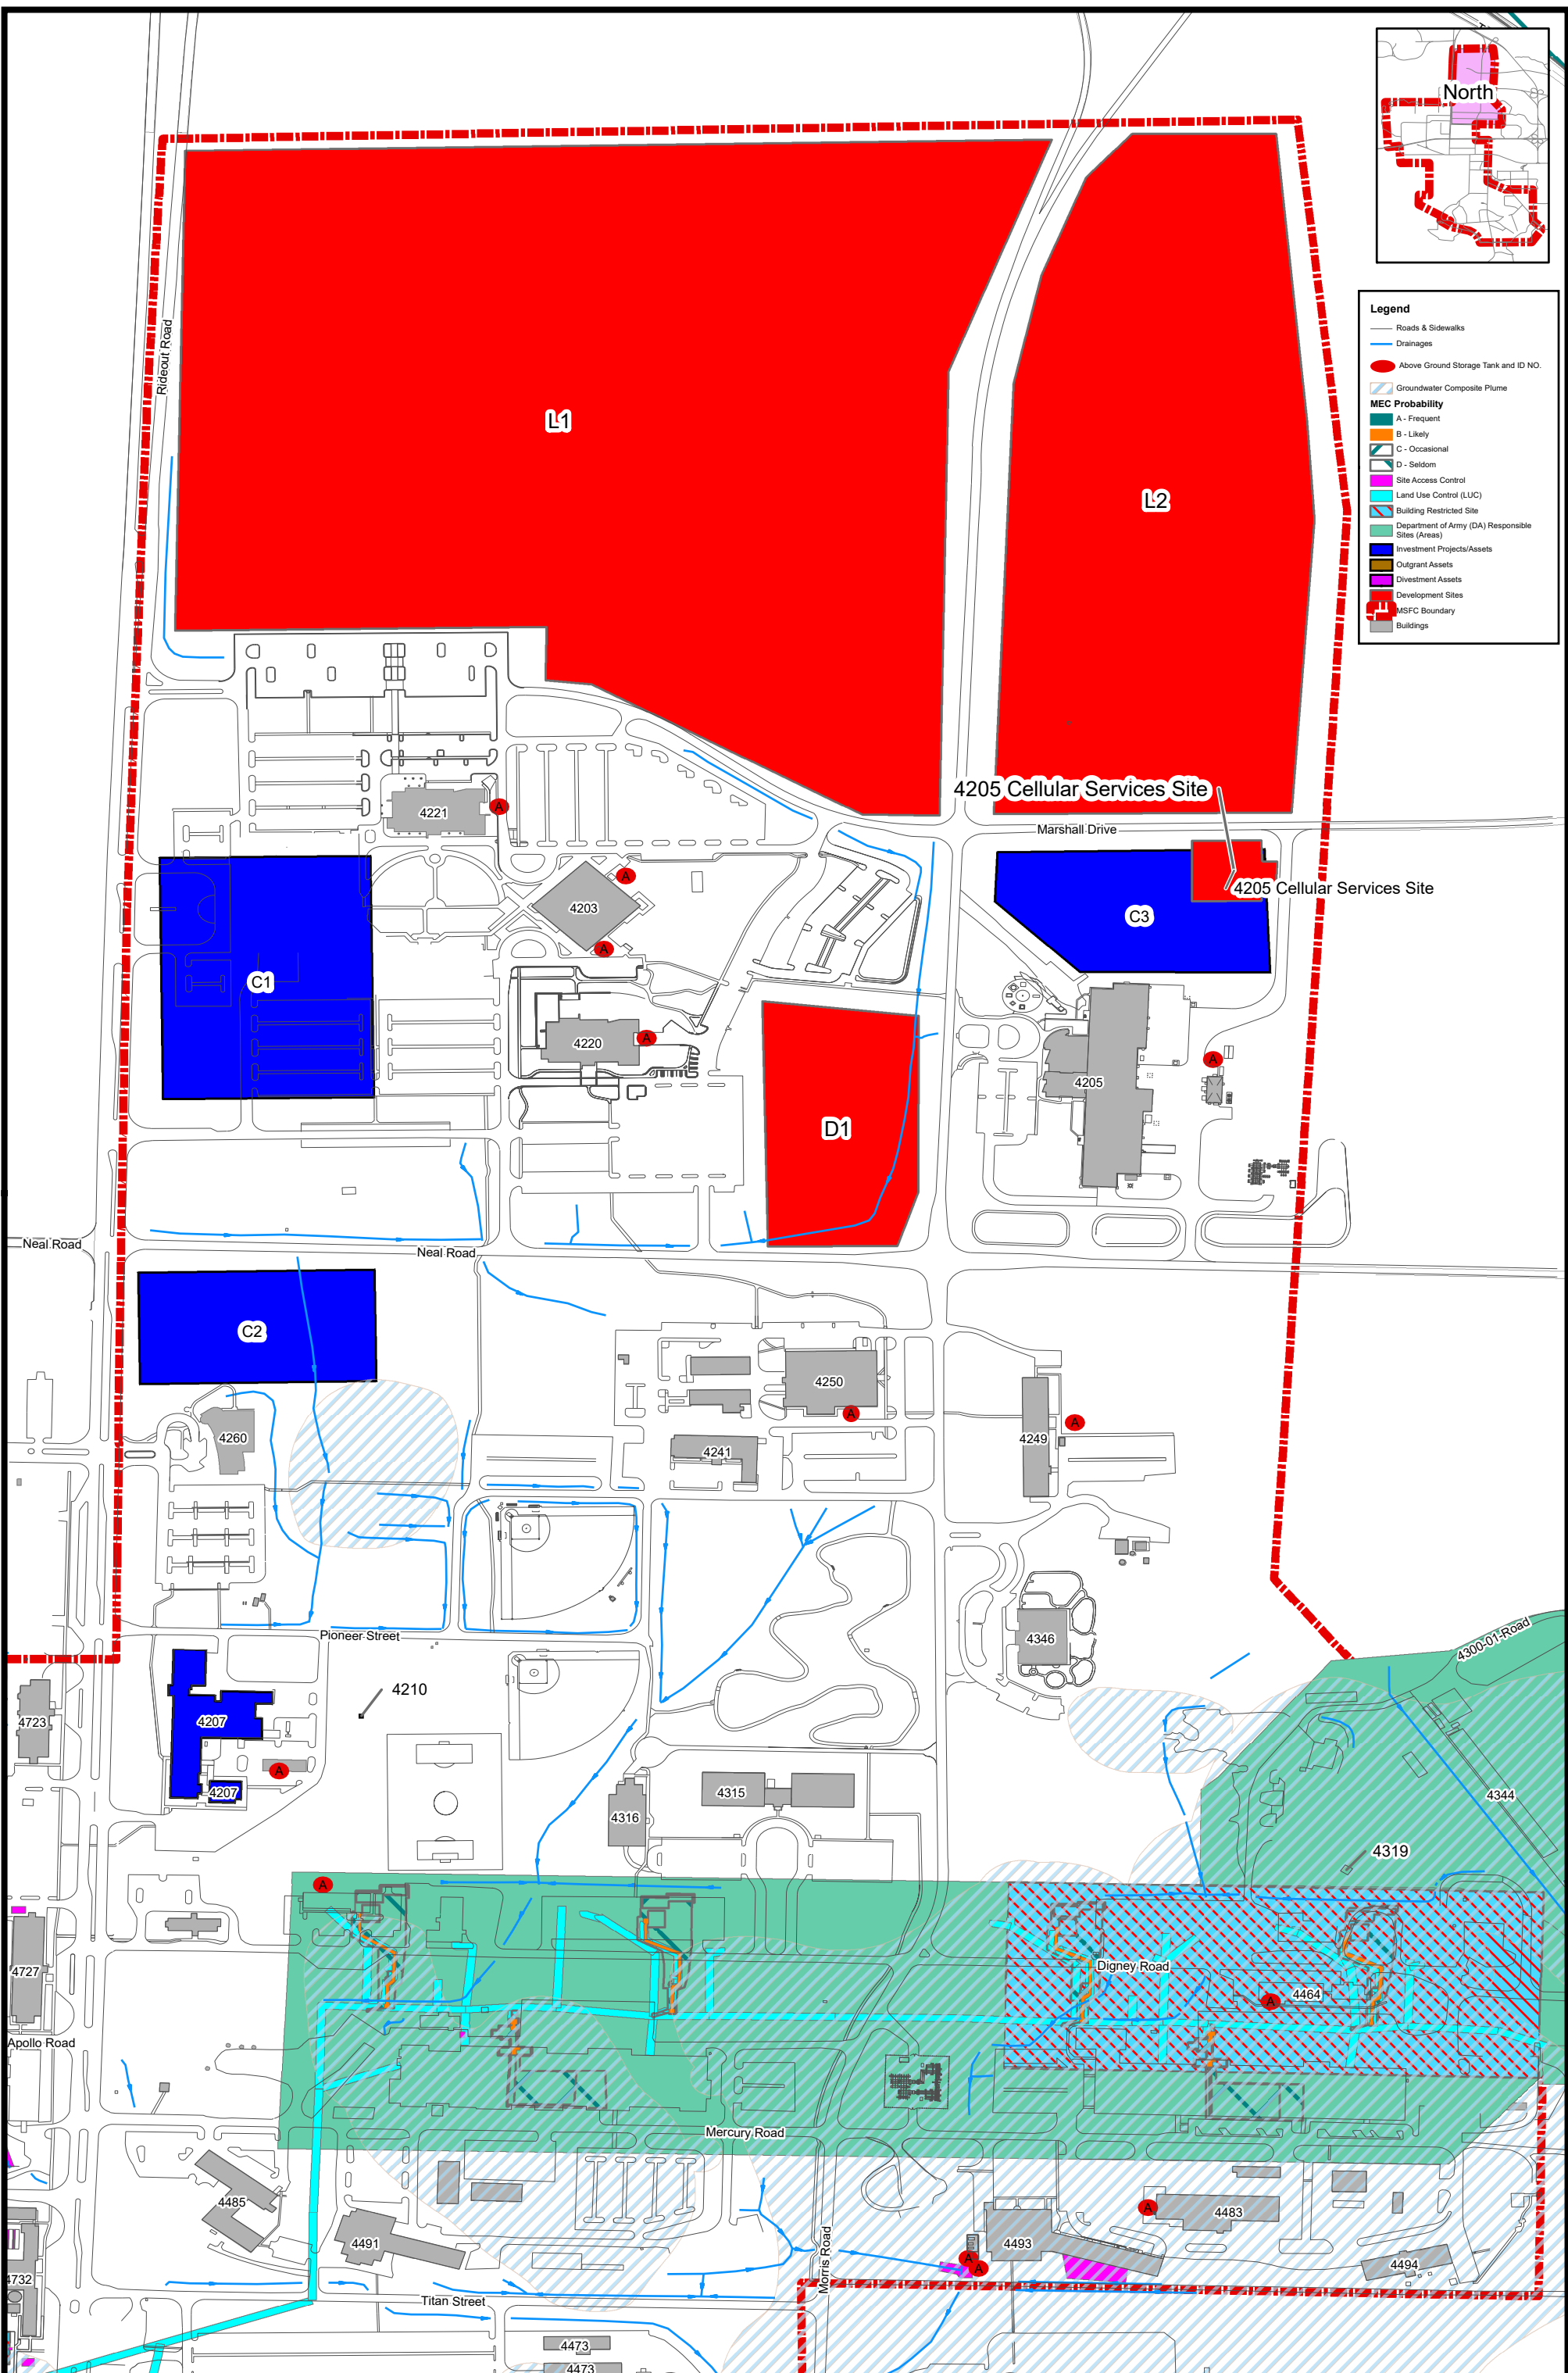 North
Legend
Roads & Sidewalks
Drainages
Above Ground Storage Tank and ID NO.
Groundwater Composite Plume
MEC Probability
A - Frequent
B - Likely
C - Occasional
D - Seldom
Site Access Control
Land Use Control (LUC)
Building Restricted Site
Department of Army (DA) Responsible
Sites (Areas)
Investment Projects/Assets
Outgrant Assets
Divestment Assets
Development Sites
MSFC Boundary
Buildings
Rideout Road
L1
L2
4205 Cellular Services Site
4221
A
Marshall Drive
A
4203
4205 Cellular Services Site
C3
A
C1
4220
A
A
4205
D1
Neal Road
Neal Road
C2
4250
A
A
4260
4249
4241
Pioneer Street
4346
4300-01-Road
4210
4723
4207
A
4207
4315
4316
4344
4319
A
4727
Digney Road
4464
A
Apollo Road
Mercury Road
4485
A
4483
4491
4493
Morris Road
A
A
4494
4732
Titan Street
4473
4473